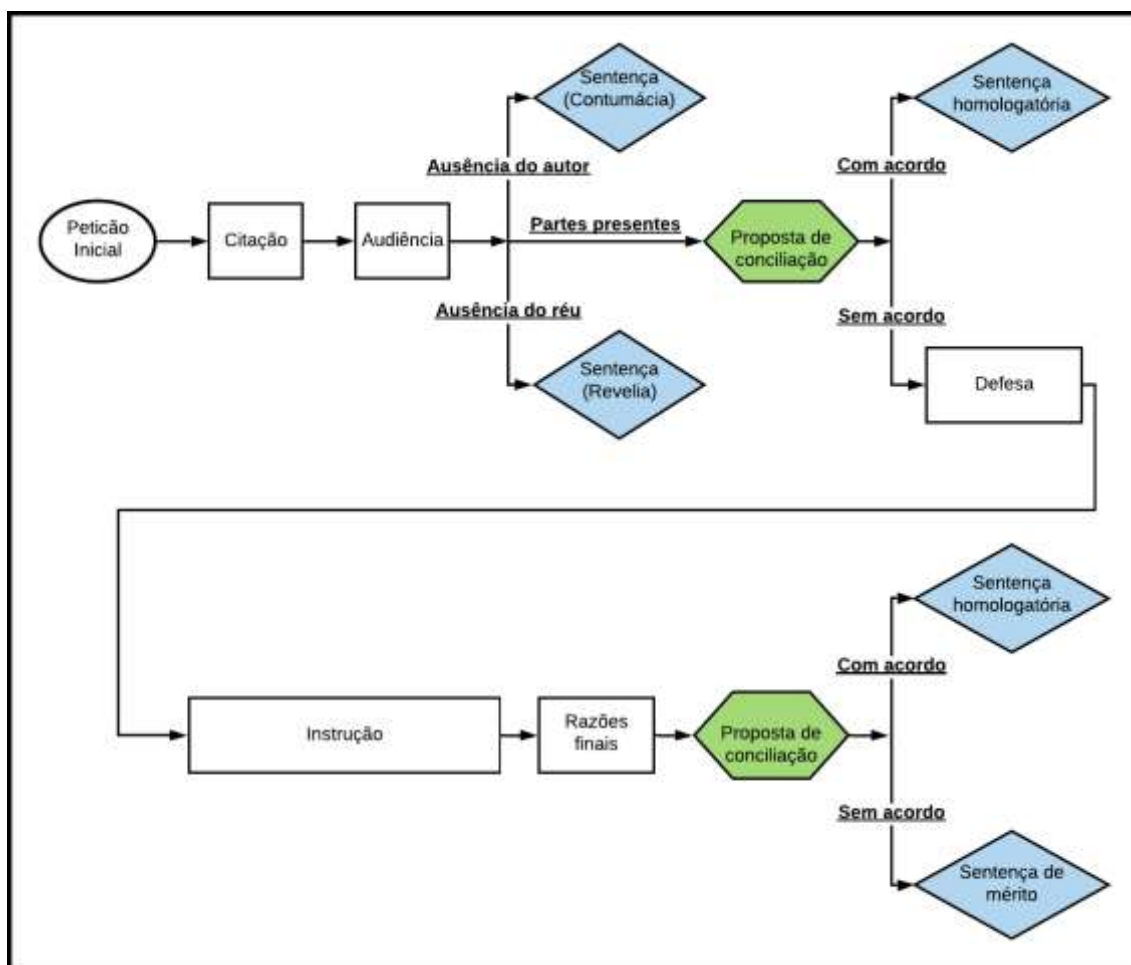 Sentença
(Contumácia)
Sentença
homologatória
Ausência do autor
Com acordo
Peticão
Inicial
Citação
Audiência
Partes presentes
Proposta de
conciliação
Ausência do réu
Sem acordo
Sentença
(Revelia)
Defesa
Sentença
homologatória
Com acordo
Instrução
Razões
finais
Proposta de
conciliação
Sem acordo
Sentença de
mérito